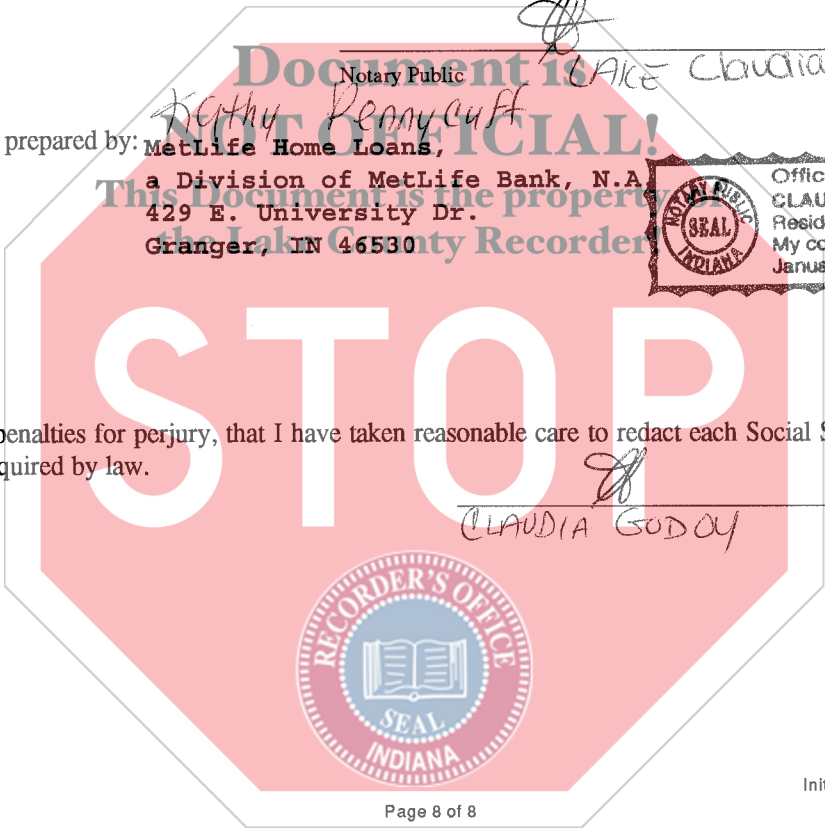 Document is
LAKE Claudia
Notary Public
Kathy Pennycuff
NOT OFFICIAL!
prepared by: MetLife Home Loans,
a Division of MetLife Bank, N.A
This Document is the property of
429 E. University Dr.
the Lake County Recorder!
Granger, IN 46530
NOTARY PUBLIC
SEAL
INDIANA
Offic
CLAU
Resid
My co
Janua
STOP
penalties for perjury, that I have taken reasonable care to redact each Social S
quired by law.
CLAUDIA GODOY
RECORDER'S OFFICE
SEAL
INDIANA
Init
Page 8 of 8